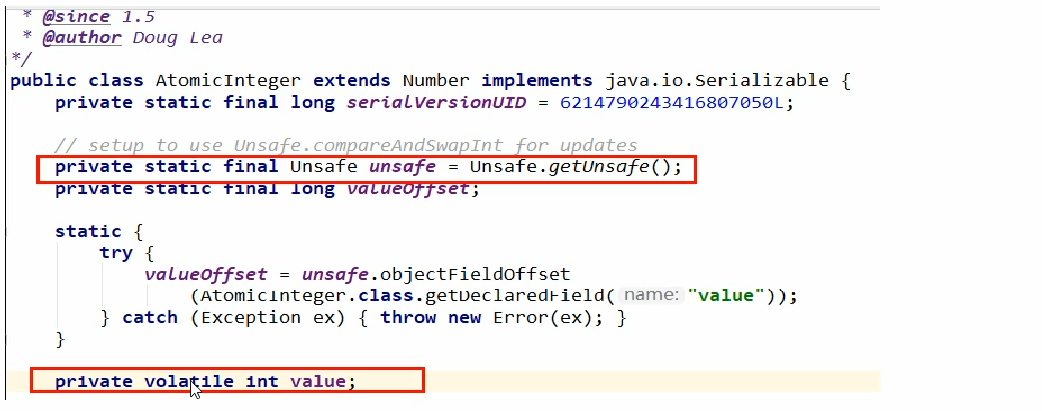 * @since 1.5
* @author Doug Lea
*/
public class AtomicInteger extends Number implements java.io.Serializable {
private static final long serialVersionUID = 6214790243416807050L;
// setup to use Unsafe.compareAndSwapInt for updates
private static final Unsafe unsafe = Unsafe.getUnsafe();
private static final long valueOffset;
static {
try {
valueOffset = unsafe.objectFieldOffset
(AtomicInteger.class.getDeclaredField( name: "value"));
} catch (Exception ex) { throw new Error(ex); }
}
private volatile int value;